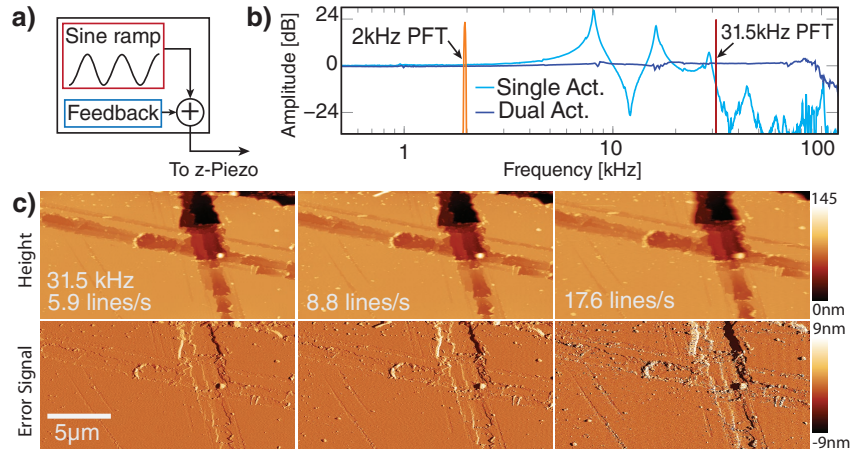 a)
Sine ramp
Feedback
To z-Piezo
b)
Amplitude [dB]
24
0
−24
2kHz PFT
31.5kHz PFT
Single Act.
Dual Act.
1
10
100
Frequency [kHz]
c)
Height
31.5 kHz
5.9 lines/s
8.8 lines/s
17.6 lines/s
145
0nm
Error Signal
5µm
9nm
-9nm